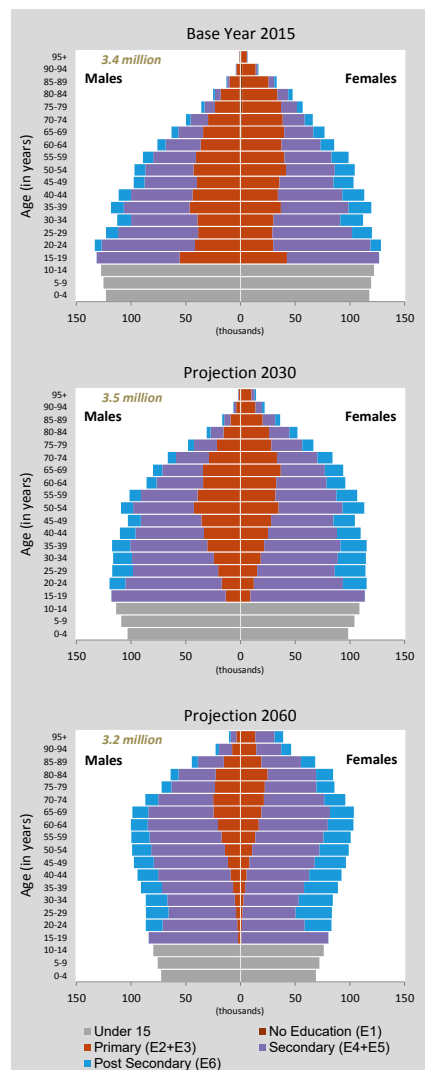 Base Year 2015
3.4 million
Males
Females
Age (in years)
95+
90-94
85-89
80-84
75-79
70-74
65-69
60-64
55-59
50-54
45-49
40-44
35-39
30-34
25-29
20-24
15-19
10-14
5-9
0-4
150 100 50 0 50 100 150
(thousands)
Projection 2030
3.5 million
Males
Females
Age (in years)
95+
90-94
85-89
80-84
75-79
70-74
65-69
60-64
55-59
50-54
45-49
40-44
35-39
30-34
25-29
20-24
15-19
10-14
5-9
0-4
150 100 50 0 50 100 150
(thousands)
Projection 2060
3.2 million
Males
Females
Age (in years)
95+
90-94
85-89
80-84
75-79
70-74
65-69
60-64
55-59
50-54
45-49
40-44
35-39
30-34
25-29
20-24
15-19
10-14
5-9
0-4
150 100 50 0 50 100 150
(thousands)
Under 15 No Education (E1)
Primary (E2+E3) Secondary (E4+E5)
Post Secondary (E6)